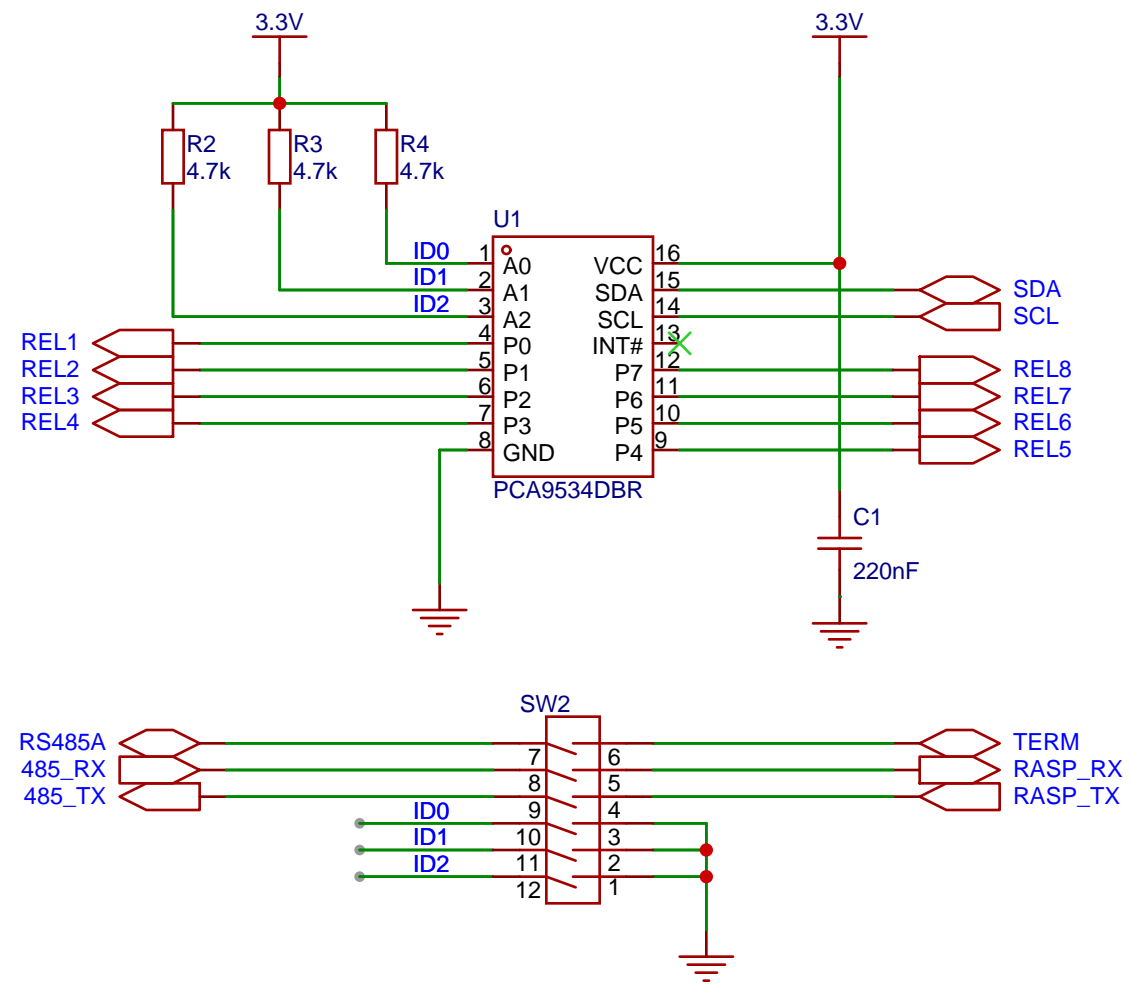 3.3V 3.3V
R2 R3 R4
4.7k 4.7k 4.7k
U1
ID0 1 A0 VCC 16
ID1 2 A1 SDA 15 SDA
ID2 3 A2 SCL 14 SCL
REL1 4 P0 INT# 13
REL2 5 P1 P7 12 REL8
REL3 6 P2 P6 11 REL7
REL4 7 P3 P5 10 REL6
8 GND P4 9 REL5
PCA9534DBR
C1
220nF
SW2
RS485A 7 6 TERM
485_RX 8 5 RASP_RX
485_TX 9 4 RASP_TX
ID0 10 3
ID1 11 2
ID2 12 1